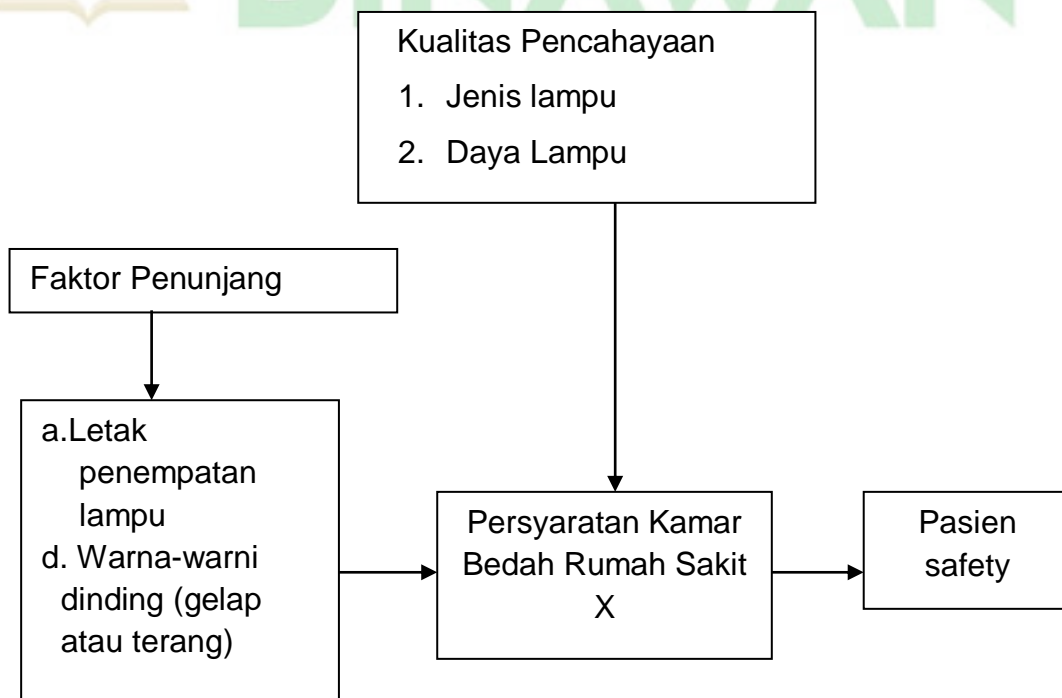 BINAWAN
Kualitas Pencahayaan
1. Jenis lampu
2. Daya Lampu
Faktor Penunjang
a.Letak
penempatan
lampu
d. Warna-warni
dinding (gelap
atau terang)
Persyaratan Kamar
Bedah Rumah Sakit
X
Pasien
safety